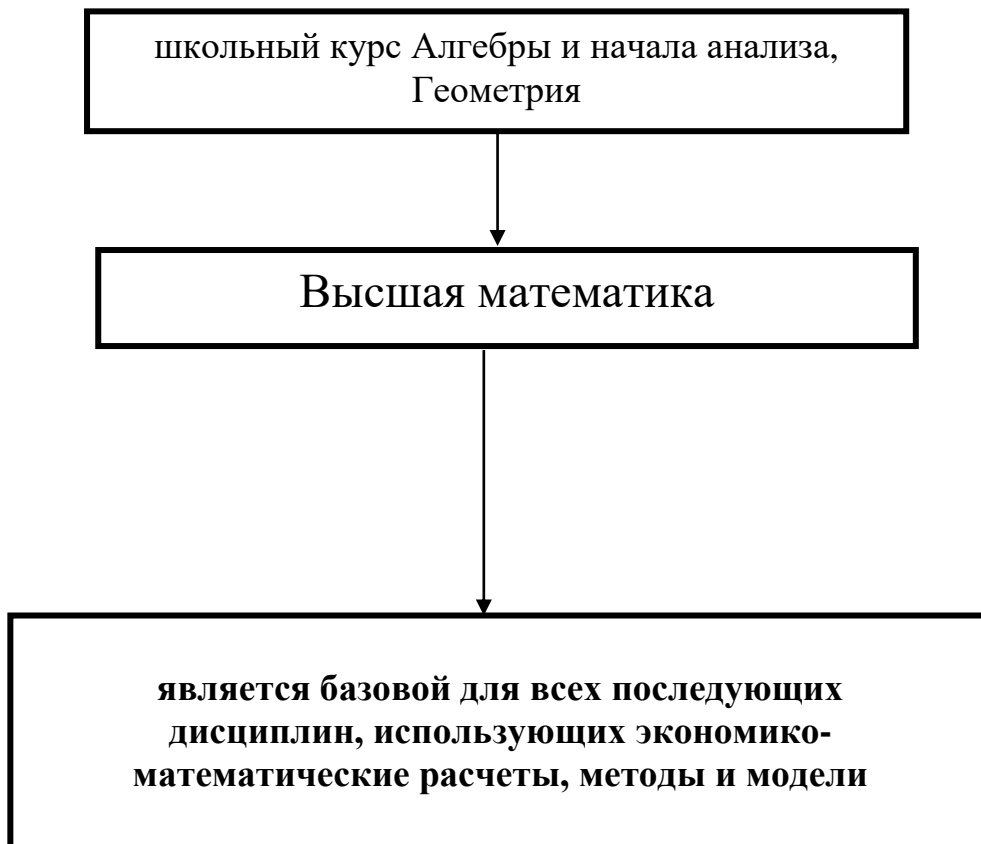 школьный курс Алгебры и начала анализа,
Геометрия
Высшая математика
является базовой для всех последующих
дисциплин, использующих экономико-
математические расчеты, методы и модели